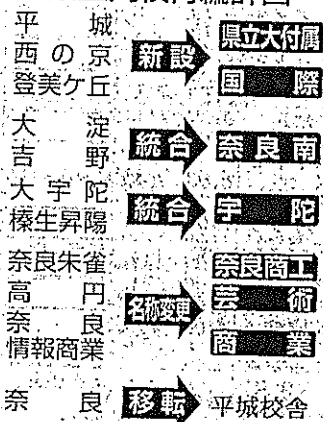 平城
西の京 新設 県立大付属
登美ケ丘 国際
大淀
吉野 統合 奈良南
大宇陀
榛生昇陽 統合 宇陀
奈良朱雀 奈良商工
高円 名称変更 芸術
奈良
情報商業 商業
奈良 移転 平城校舎